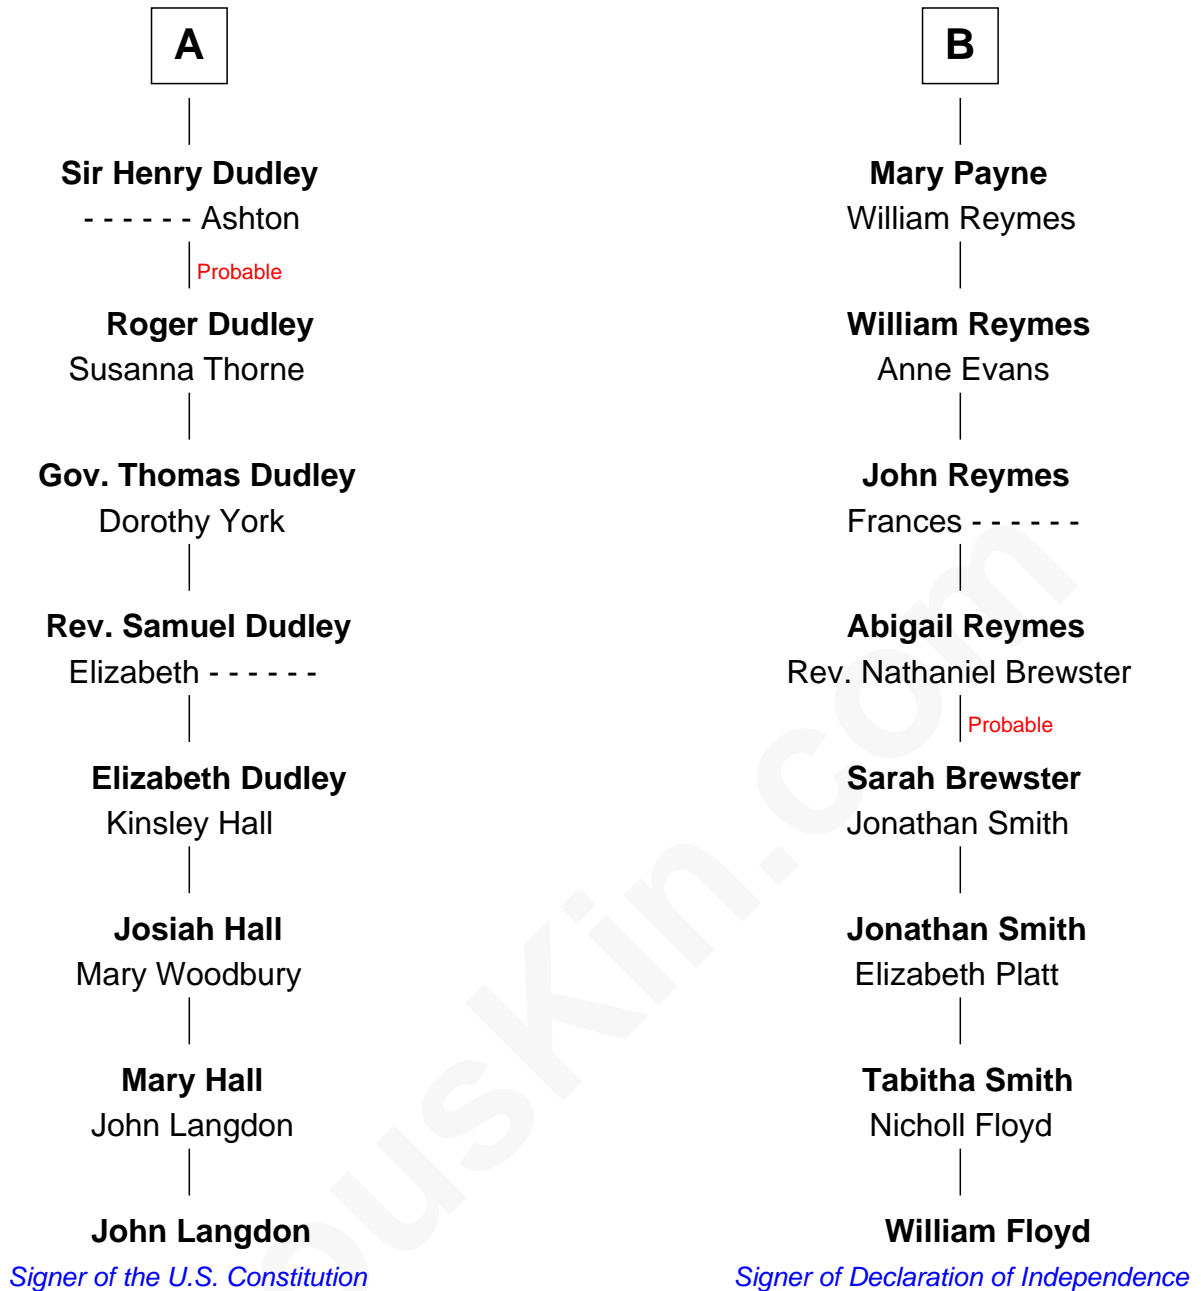 A
Sir Henry Dudley
- - - - - - Ashton
Probable
Roger Dudley
Susanna Thorne
Gov. Thomas Dudley
Dorothy York
Rev. Samuel Dudley
Elizabeth - - - - - -
Elizabeth Dudley
Kinsley Hall
Josiah Hall
Mary Woodbury
Mary Hall
John Langdon
John Langdon
Signer of the U.S. Constitution
B
Mary Payne
William Reymes
William Reymes
Anne Evans
John Reymes
Frances - - - - - -
Abigail Reymes
Rev. Nathaniel Brewster
Probable
Sarah Brewster
Jonathan Smith
Jonathan Smith
Elizabeth Platt
Tabitha Smith
Nicholl Floyd
William Floyd
Signer of Declaration of Independence
ousKin.com